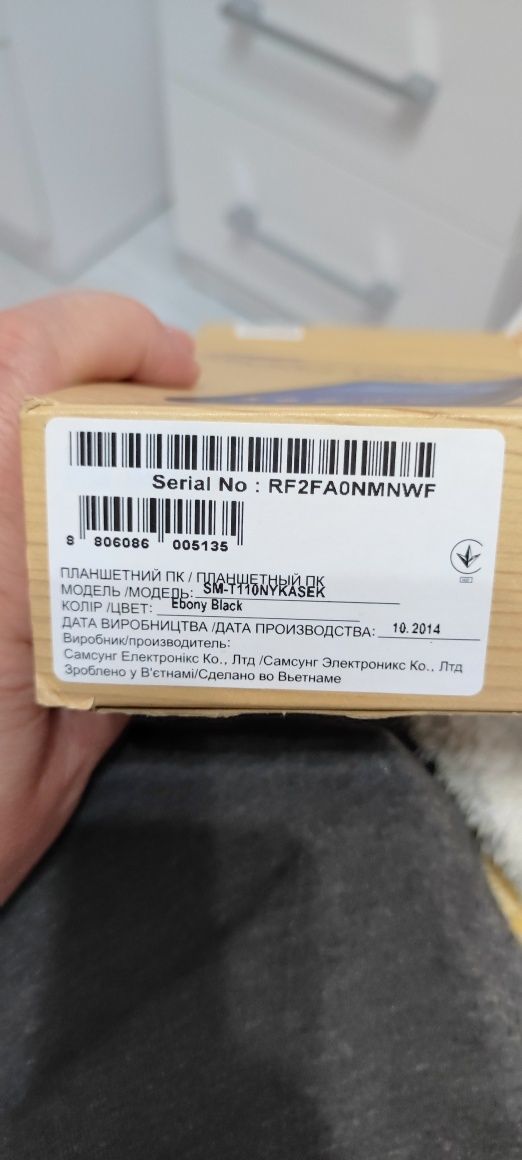 Serial No : RF2FA0NMNWF
8 806086 005135
ПЛАНШЕТНИЙ ПК / ПЛАНШЕТНЫЙ ПК
МОДЕЛЬ /МОДЕЛЬ: SM-T110NYKASEK
КОЛІР /ЦВЕТ: Ebony Black
ДАТА ВИРОБНИЦТВА /ДАТА ПРОИЗВОДСТВА: 10.2014
Виробник/производитель:
Самсунг Електронікс Ко., Лтд /Самсунг Электроникс Ко., Лтд
Зроблено у В'єтнамі/Сделано во Вьетнаме